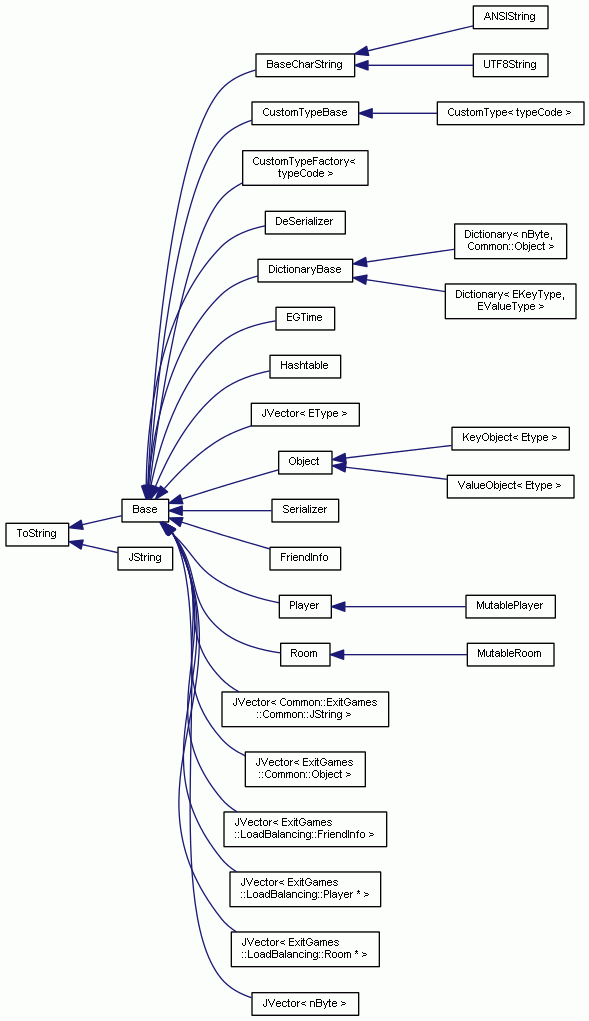 ANSIString
BaseCharString
UTF8String
CustomTypeBase
CustomType< typeCode >
CustomTypeFactory<
typeCode >
DeSerializer
Dictionary< nByte,
Common::Object >
DictionaryBase
Dictionary< EKeyType,
EValueType >
EGTime
Hashtable
JVector< EType >
KeyObject< Etype >
Object
ValueObject< Etype >
Base
Serializer
ToString
JString
FriendInfo
Player
MutablePlayer
Room
MutableRoom
JVector< Common::ExitGames
::Common::JString >
JVector< ExitGames
::Common::Object >
JVector< ExitGames
::LoadBalancing::FriendInfo >
JVector< ExitGames
::LoadBalancing::Player * >
JVector< ExitGames
::LoadBalancing::Room * >
JVector< nByte >